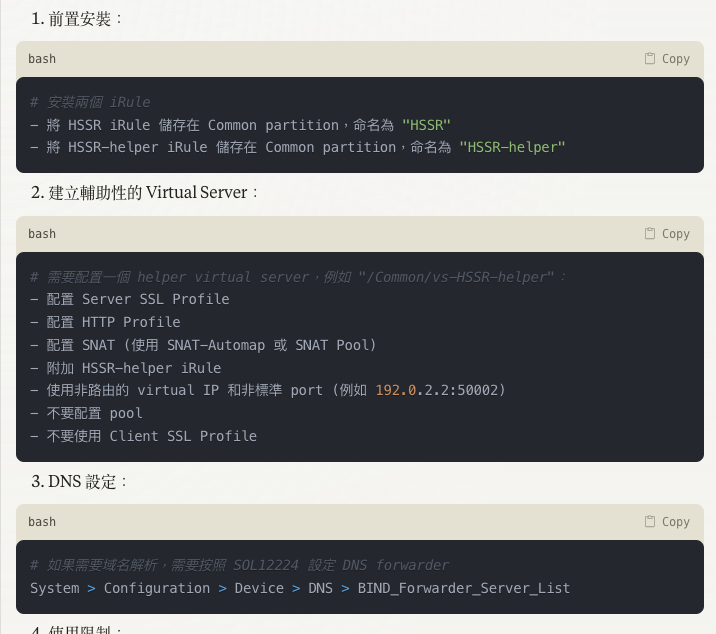 1. 前置安裝：
bash
Copy
# 安裝兩個 iRule
- 將 HSSR iRule 儲存在 Common partition，命名為 "HSSR"
- 將 HSSR-helper iRule 儲存在 Common partition，命名為 "HSSR-helper"
2. 建立輔助性的 Virtual Server：
bash
Copy
# 需要配置一個 helper virtual server，例如 "/Common/vs-HSSR-helper"：
- 配置 Server SSL Profile
- 配置 HTTP Profile
- 配置 SNAT (使用 SNAT-Automap 或 SNAT Pool)
- 附加 HSSR-helper iRule
- 使用非路由的 virtual IP 和非標準 port (例如 192.0.2.2:50002)
- 不要配置 pool
- 不要使用 Client SSL Profile
3. DNS 設定：
bash
Copy
# 如果需要域名解析，需要按照 SOL12224 設定 DNS forwarder
System > Configuration > Device > DNS > BIND_Forwarder_Server_List
4. 使用限制：